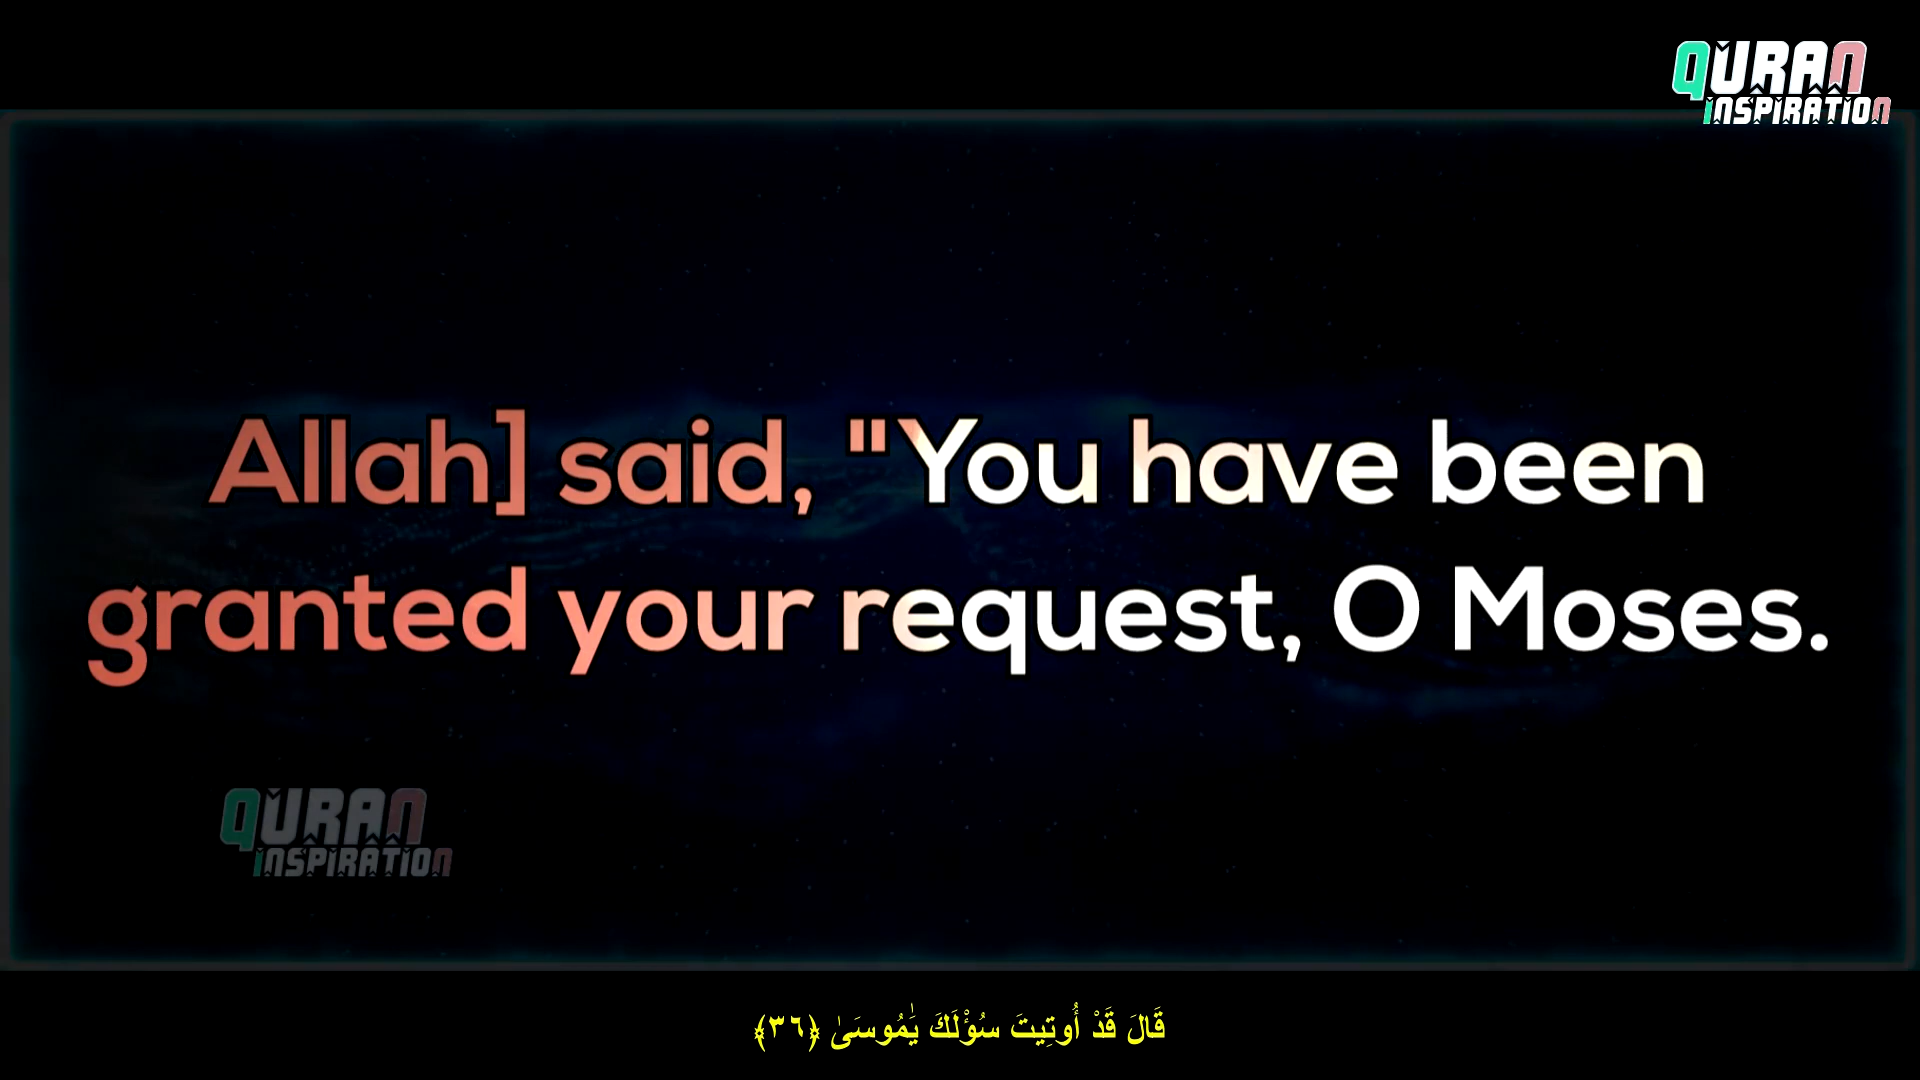 QURAN
INSPIRATION
Allah] said, "You have been
granted your request, O Moses.
QURAN
INSPIRATION
قَالَ قَدْ أُوتِيتَ سُؤْلَكَ يَٰمُوسَىٰ ﴿٣٦﴾